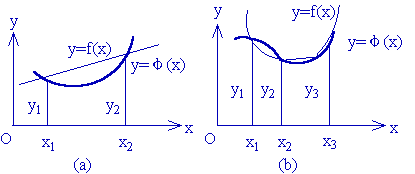 y
y=f(x)
y=φ(x)
y₁
y₂
O
x₁
x₂
x
(a)
y
y=f(x)
y=φ(x)
y₁
y₂
y₃
O
x₁
x₂
x₃
x
(b)